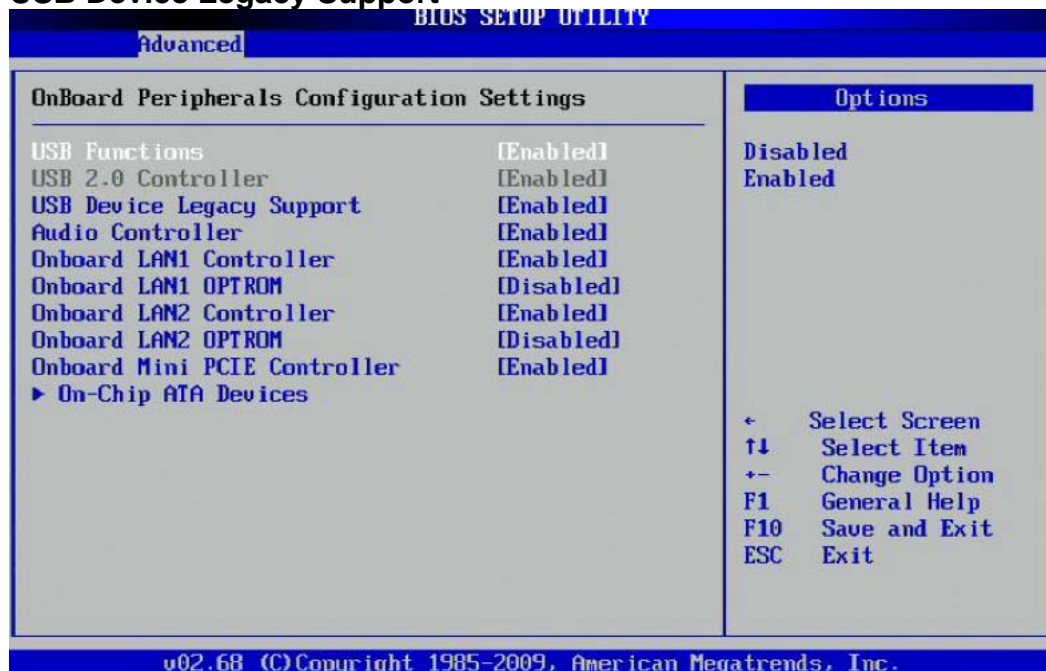 USB Device Legacy Support
BIOS SETUP UTILITY
Advanced
OnBoard Peripherals Configuration Settings
USB Functions [Enabled]
USB 2.0 Controller [Enabled]
USB Device Legacy Support [Enabled]
Audio Controller [Enabled]
Onboard LAN1 Controller [Enabled]
Onboard LAN1 OPTROM [Disabled]
Onboard LAN2 Controller [Enabled]
Onboard LAN2 OPTROM [Disabled]
Onboard Mini PCIE Controller [Enabled]
► On-Chip ATA Devices
Options
Disabled
Enabled
← Select Screen
↑↓ Select Item
+- Change Option
F1 General Help
F10 Save and Exit
ESC Exit
v02.68 (C)Copyright 1985-2009, American Megatrends, Inc.